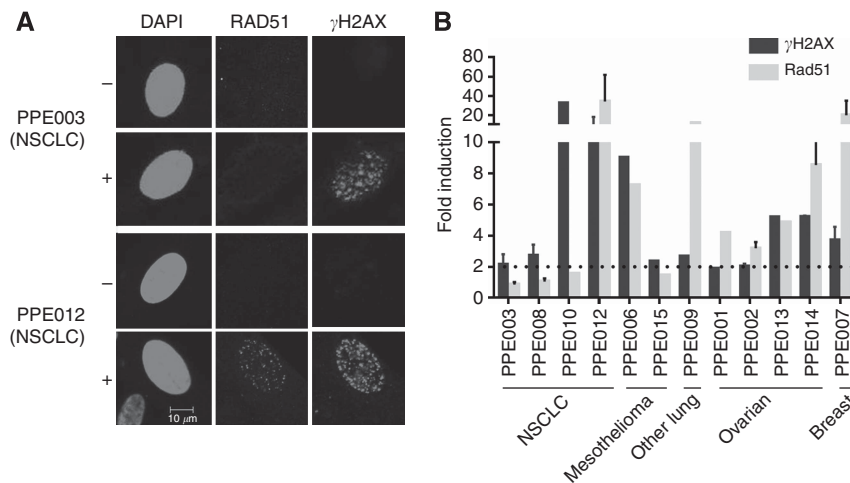 A
DAPI
RAD51
γH2AX
PPE003
(NSCLC)
–
+
PPE012
(NSCLC)
–
+
10 μm
B
γH2AX
Rad51
Fold induction
80
60
40
20
10
8
6
4
2
0
PPE003
PPE008
PPE010
PPE012
PPE006
PPE015
PPE009
PPE001
PPE002
PPE013
PPE014
PPE007
NSCLC
Mesothelioma
Other lung
Ovarian
Breast